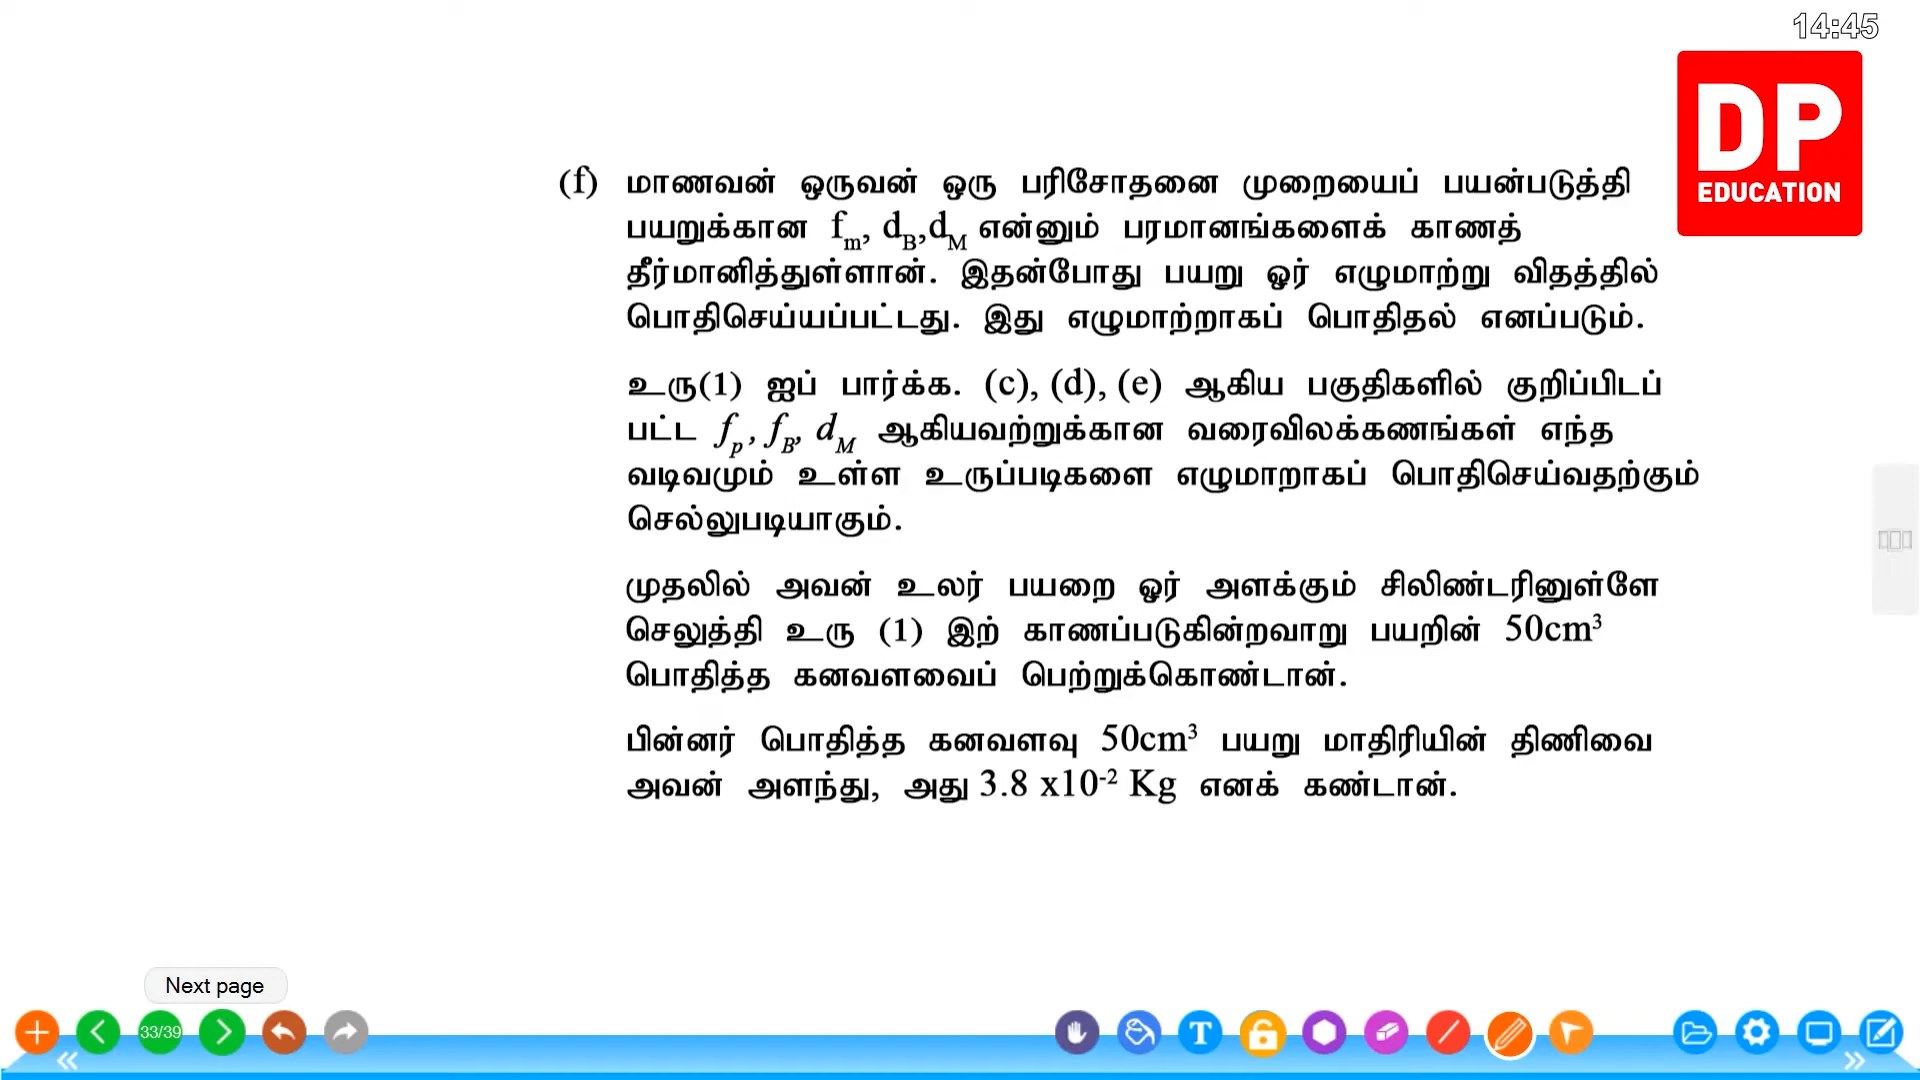 14:45
DP
EDUCATION
(f) மாணவன் ஒருவன் ஒரு பரிசோதனை முறையைப் பயன்படுத்தி
பயறுக்கான fm, dB,dM என்னும் பரமானங்களைக் காணத்
தீர்மானித்துள்ளான். இதன்போது பயறு ஓர் எழுமாற்று விதத்தில்
பொதிசெய்யப்பட்டது. இது எழுமாற்றாகப் பொதிதல் எனப்படும்.
உரு(1) ஐப் பார்க்க. (c), (d), (e) ஆகிய பகுதிகளில் குறிப்பிடப்
பட்ட fp, fB, dM ஆகியவற்றுக்கான வரைவிலக்கணங்கள் எந்த
வடிவமும் உள்ள உருப்படிகளை எழுமாறாகப் பொதிசெய்வதற்கும்
செல்லுபடியாகும்.
முதலில் அவன் உலர் பயறை ஓர் அளக்கும் சிலிண்டரினுள்ளே
செலுத்தி உரு (1) இற் காணப்படுகின்றவாறு பயறின் 50cm³
பொதித்த கனவளவைப் பெற்றுக்கொண்டான்.
பின்னர் பொதித்த கனவளவு 50cm³ பயறு மாதிரியின் திணிவை
அவன் அளந்து, அது 3.8 x10⁻² Kg எனக் கண்டான்.
Next page
33/39